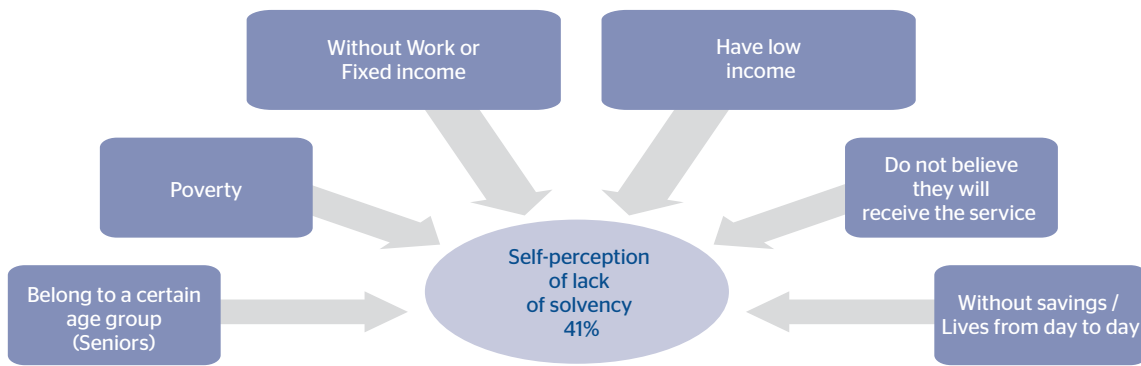 Without Work or
Fixed income
Have low
income
Poverty
Do not believe
they will
receive the service
Belong to a certain
age group
(Seniors)
Self-perception
of lack
of solvency
41%
Without savings /
Lives from day to day